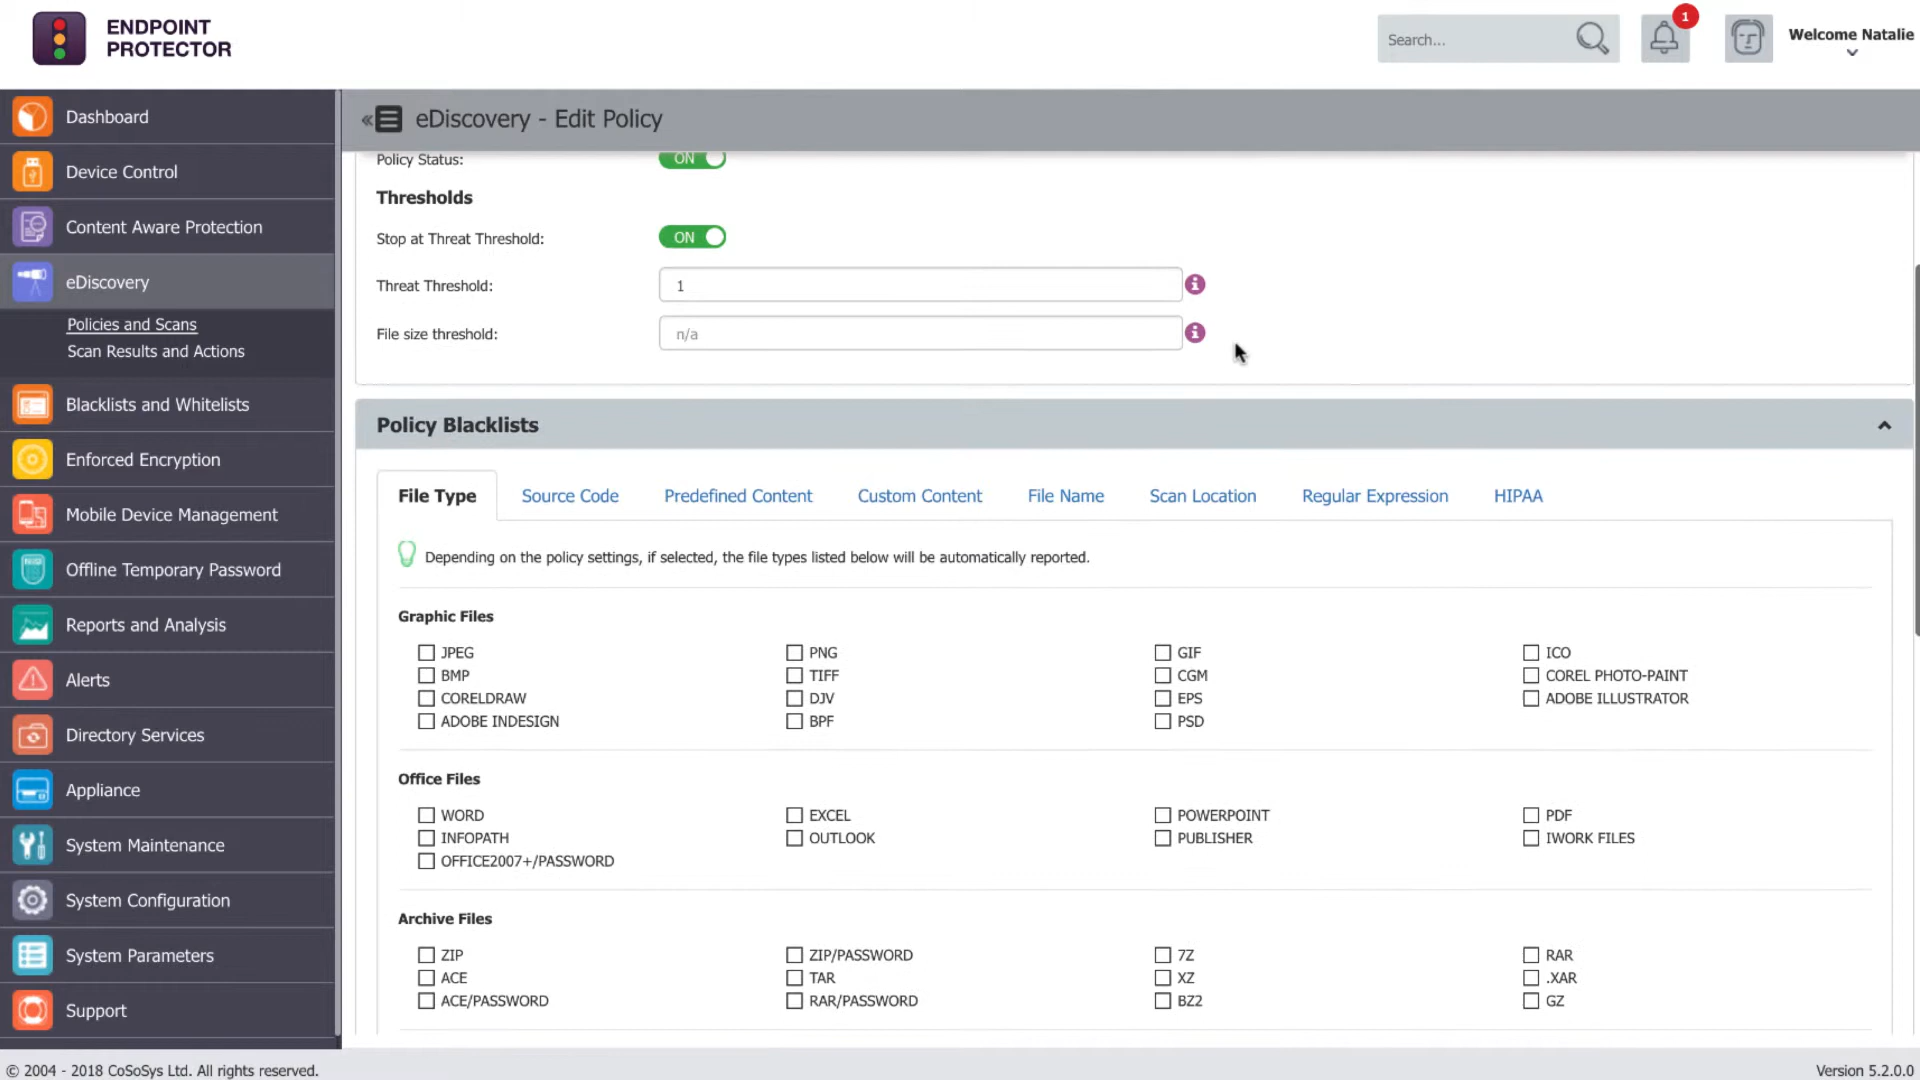 ENDPOINT
PROTECTOR
Search...
1
Welcome Natalie
Dashboard
Device Control
Content Aware Protection
eDiscovery
Policies and Scans
Scan Results and Actions
Blacklists and Whitelists
Enforced Encryption
Mobile Device Management
Offline Temporary Password
Reports and Analysis
Alerts
Directory Services
Appliance
System Maintenance
System Configuration
System Parameters
Support
« eDiscovery - Edit Policy
Policy Status: ON
Thresholds
Stop at Threat Threshold: ON
Threat Threshold: 1
File size threshold: n/a
Policy Blacklists
File Type Source Code Predefined Content Custom Content File Name Scan Location Regular Expression HIPAA
Depending on the policy settings, if selected, the file types listed below will be automatically reported.
Graphic Files
JPEG PNG GIF ICO
BMP TIFF CGM COREL PHOTO-PAINT
CORELDRAW DJV EPS ADOBE ILLUSTRATOR
ADOBE INDESIGN BPF PSD
Office Files
WORD EXCEL POWERPOINT PDF
INFOPATH OUTLOOK PUBLISHER IWORK FILES
OFFICE2007+/PASSWORD
Archive Files
ZIP ZIP/PASSWORD 7Z RAR
ACE TAR XZ .XAR
ACE/PASSWORD RAR/PASSWORD BZ2 GZ
© 2004 - 2018 CoSoSys Ltd. All rights reserved.
Version 5.2.0.0